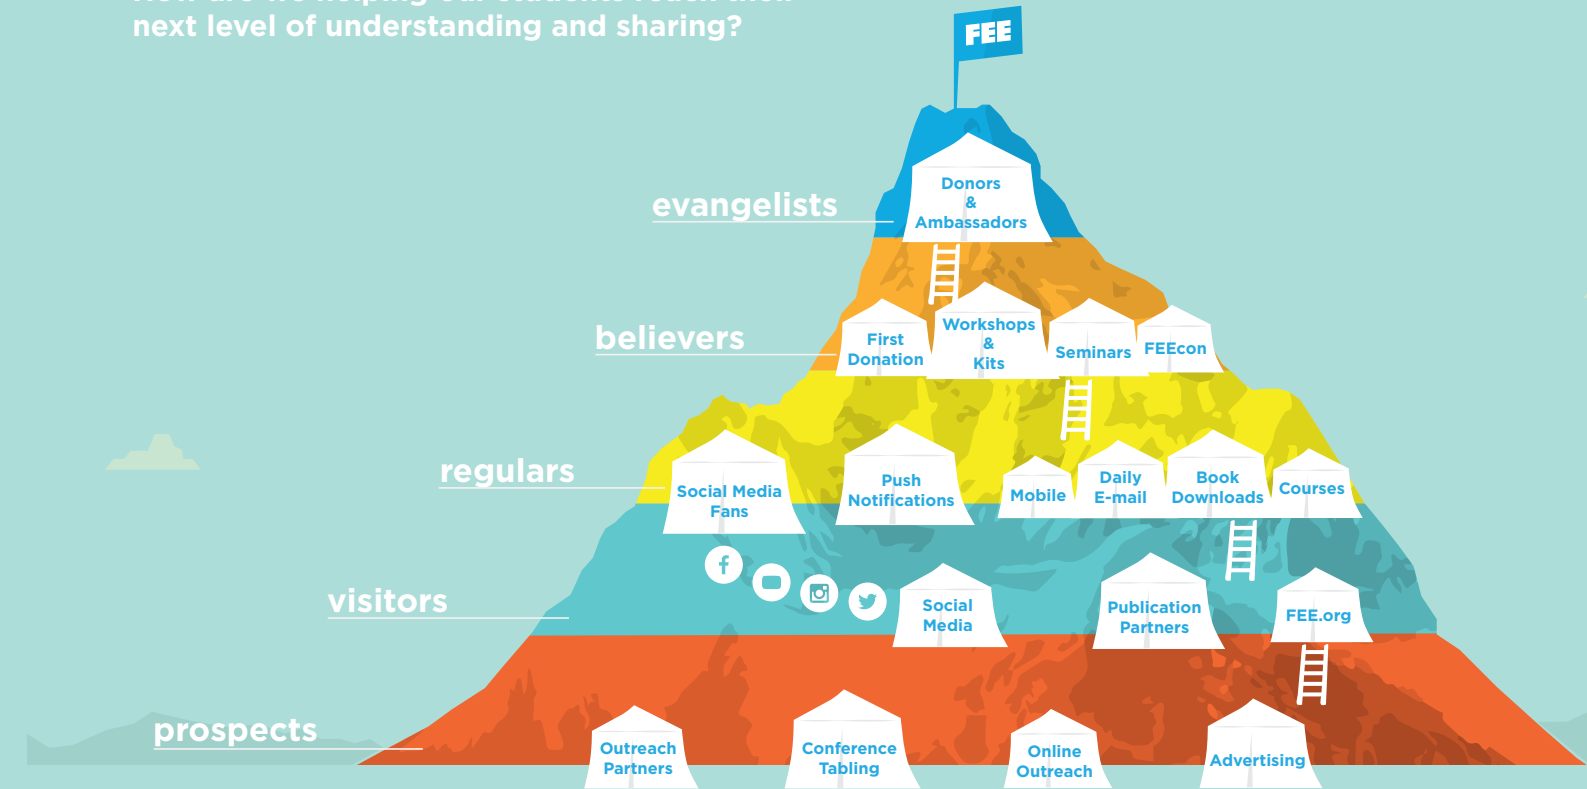 next level of understanding and sharing?
FEE
evangelists
Donors
&
Ambassadors
believers
First
Donation
Workshops
&
Kits
Seminars
FEEcon
regulars
Social Media
Fans
Push
Notifications
Mobile
Daily
E-mail
Book
Downloads
Courses
visitors
Social
Media
Publication
Partners
FEE.org
prospects
Outreach
Partners
Conference
Tabling
Online
Outreach
Advertising